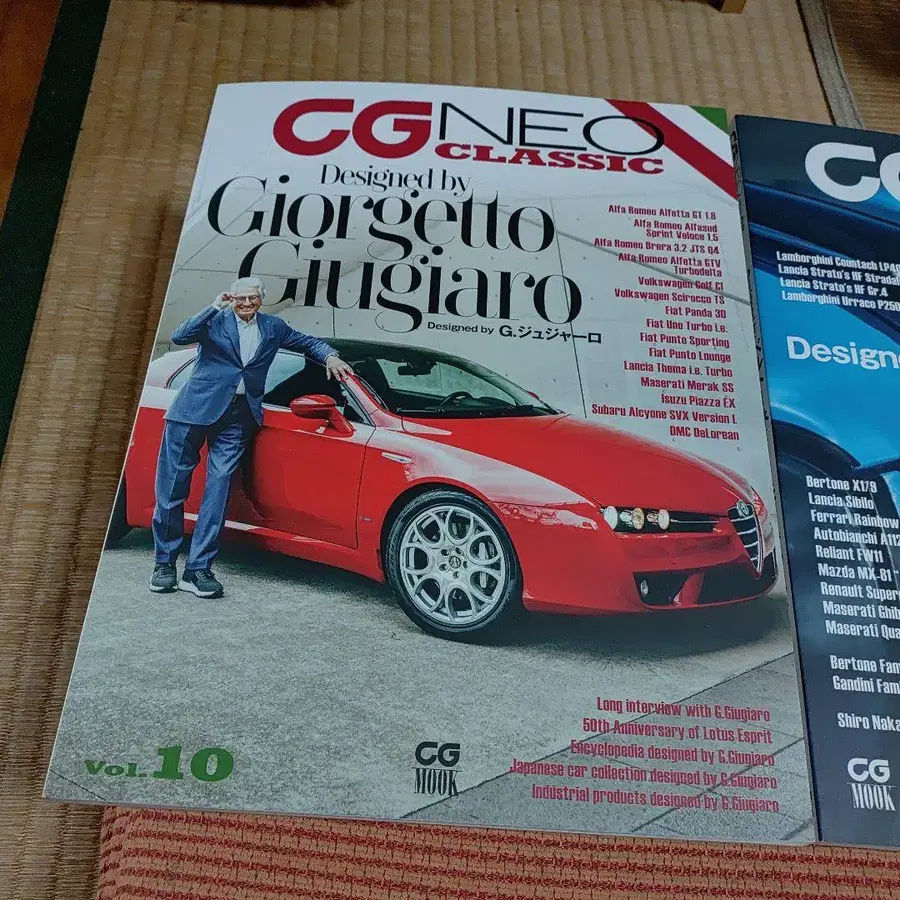 CG NEO
CLASSIC
Designed by
Giorgetto
Giugiaro
Designed by G.ジュジャーロ
Alfa Romeo Alfetta GT 1.8
Alfa Romeo Alfasud
Sprint Veloce 1.5
Alfa Romeo Brera 3.2 JTS Q4
Alfa Romeo Alfetta GTV
Turbodelta
Volkswagen Golf CI
Volkswagen Scirocco TS
Fiat Panda 30
Fiat Uno Turbo i.e.
Fiat Punto Sporting
Fiat Punto Lounge
Lancia Thema i.e. Turbo
Maserati Merak SS
Isuzu Piazza EX
Subaru Alcyone SVX Version L
DMC DeLorean
Long interview with G.Giugiaro
50th Anniversary of Lotus Esprit
Encyclopedia designed by G.Giugiaro
Japanese car collection designed by G.Giugiaro
Industrial products designed by G.Giugiaro
Vol.10
CG
MOOK
CG
Lamborghini Countach LP40
Lancia Strato's HF Stradal
Lancia Strato's HF Gr.4
Lamborghini Urraco P250
Designe
Bertone X1/9
Lancia Sibilo
Ferrari Rainbow
Autobianchi A112
Reliant FW11
Mazda MX-81
Renault Super
Maserati Ghib
Maserati Qua
Bertone Fam
Gandini Fam
Shiro Naka
CG
MOOK